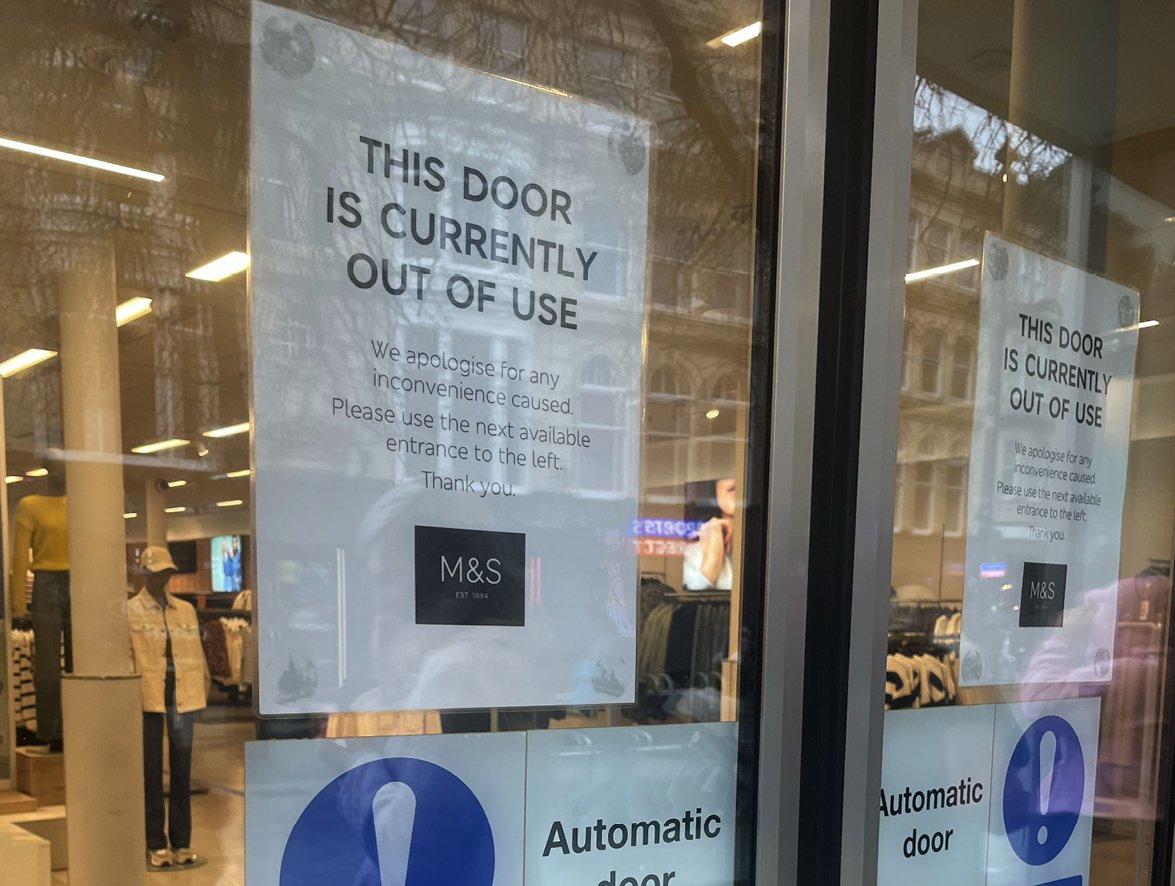 THIS DOOR
IS CURRENTLY
OUT OF USE
We apologise for any
inconvenience caused.
Please use the next available
entrance to the left.
Thank you.
M&S
EST. 1884
Automatic
door
THIS DOOR
IS CURRENTLY
OUT OF USE
We apologise for any
inconvenience caused.
Please use the next available
entrance to the left.
Thank you.
M&S
Automatic
door